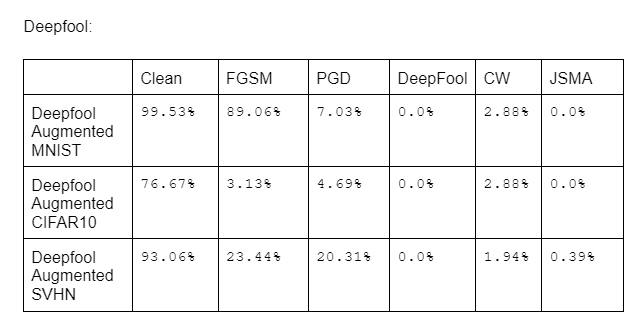 Deepfool:
Clean FGSM PGD DeepFool CW JSMA
Deepfool 99.53% 89.06% 7.03% 0.0% 2.88% 0.0%
Augmented
MNIST
Deepfool 76.67% 3.13% 4.69% 0.0% 2.88% 0.0%
Augmented
CIFAR10
Deepfool 93.06% 23.44% 20.31% 0.0% 1.94% 0.39%
Augmented
SVHN